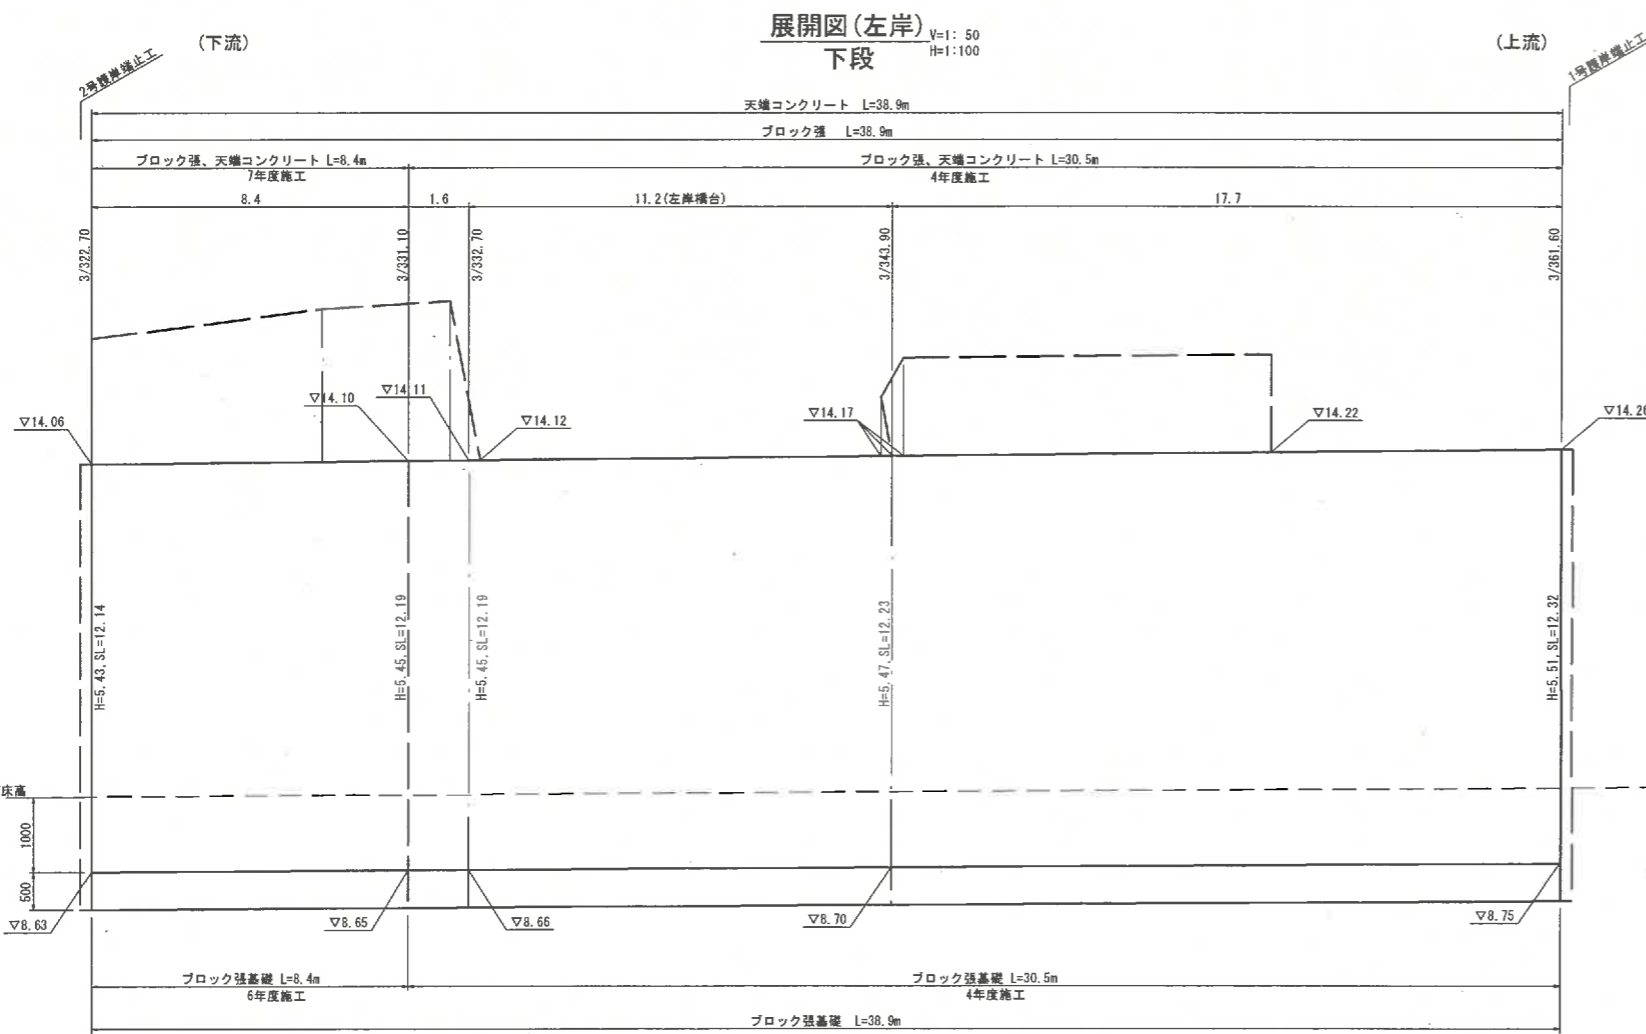 展開図(左岸)
下段
V=1: 50
H=1:100
(下流)
(上流)
2号護岸端止工
1号護岸端止工
天端コンクリート L=38.9m
ブロック張 L=38.9m
ブロック張、天端コンクリート L=8.4m
7年度施工
ブロック張、天端コンクリート L=30.5m
4年度施工
8.4
1.6
11.2(左岸橋台)
17.7
3/322.70
3/331.10
3/332.70
3/343.90
3/361.60
▽14.06
▽14.10
▽14.11
▽14.12
▽14.17
▽14.22
▽14.26
H=5.43, SL=12.14
H=5.45, SL=12.19
H=5.45, SL=12.19
H=5.47, SL=12.23
H=5.51, SL=12.32
床高
1000
500
▽8.63
▽8.65
▽8.66
▽8.70
▽8.75
ブロック張基礎 L=8.4m
6年度施工
ブロック張基礎 L=30.5m
4年度施工
ブロック張基礎 L=38.9m